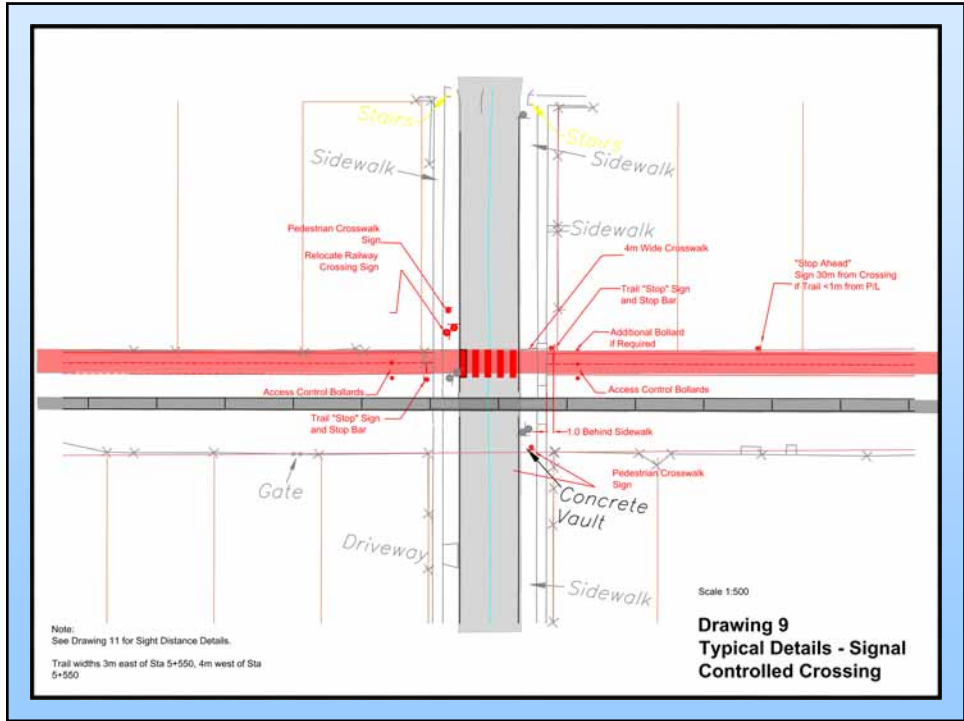 Stairs
Stairs
Sidewalk
Sidewalk
Pedestrian Crosswalk
Sign
Sidewalk
4m Wide Crosswalk
Relocate Railway
Crossing Sign
"Stop Ahead"
Sign 30m from Crossing
if Trail <1m from P/L
Trail "Stop" Sign
and Stop Bar
Additional Bollard
if Required
Access Control Bollards
Access Control Bollards
Trail "Stop" Sign
and Stop Bar
1.0 Behind Sidewalk
Pedestrian Crosswalk
Sign
Gate
Concrete
Vault
Driveway
Sidewalk
Scale 1:500
Note:
See Drawing 11 for Sight Distance Details.
Trail widths 3m east of Sta 5+550, 4m west of Sta
5+550
Drawing 9
Typical Details - Signal
Controlled Crossing